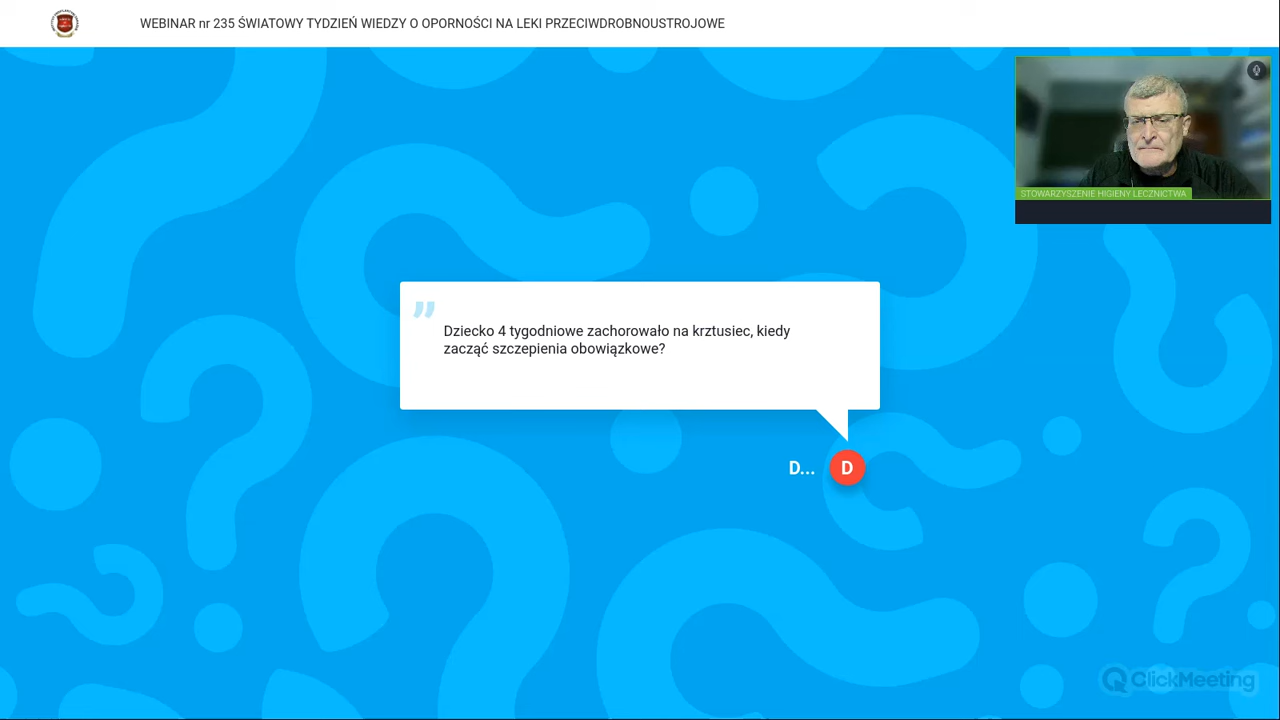 WEBINAR nr 235 ŚWIATOWY TYDZIEŃ WIEDZY O OPORNOŚCI NA LEKI PRZECIWDROBNOUSTROJOWE
STOWARZYSZENIE HIGIENY LECZNICTWA
Dziecko 4 tygodniowe zachorowało na krztusiec, kiedy
zacząć szczepienia obowiązkowe?
D... D
ClickMeeting